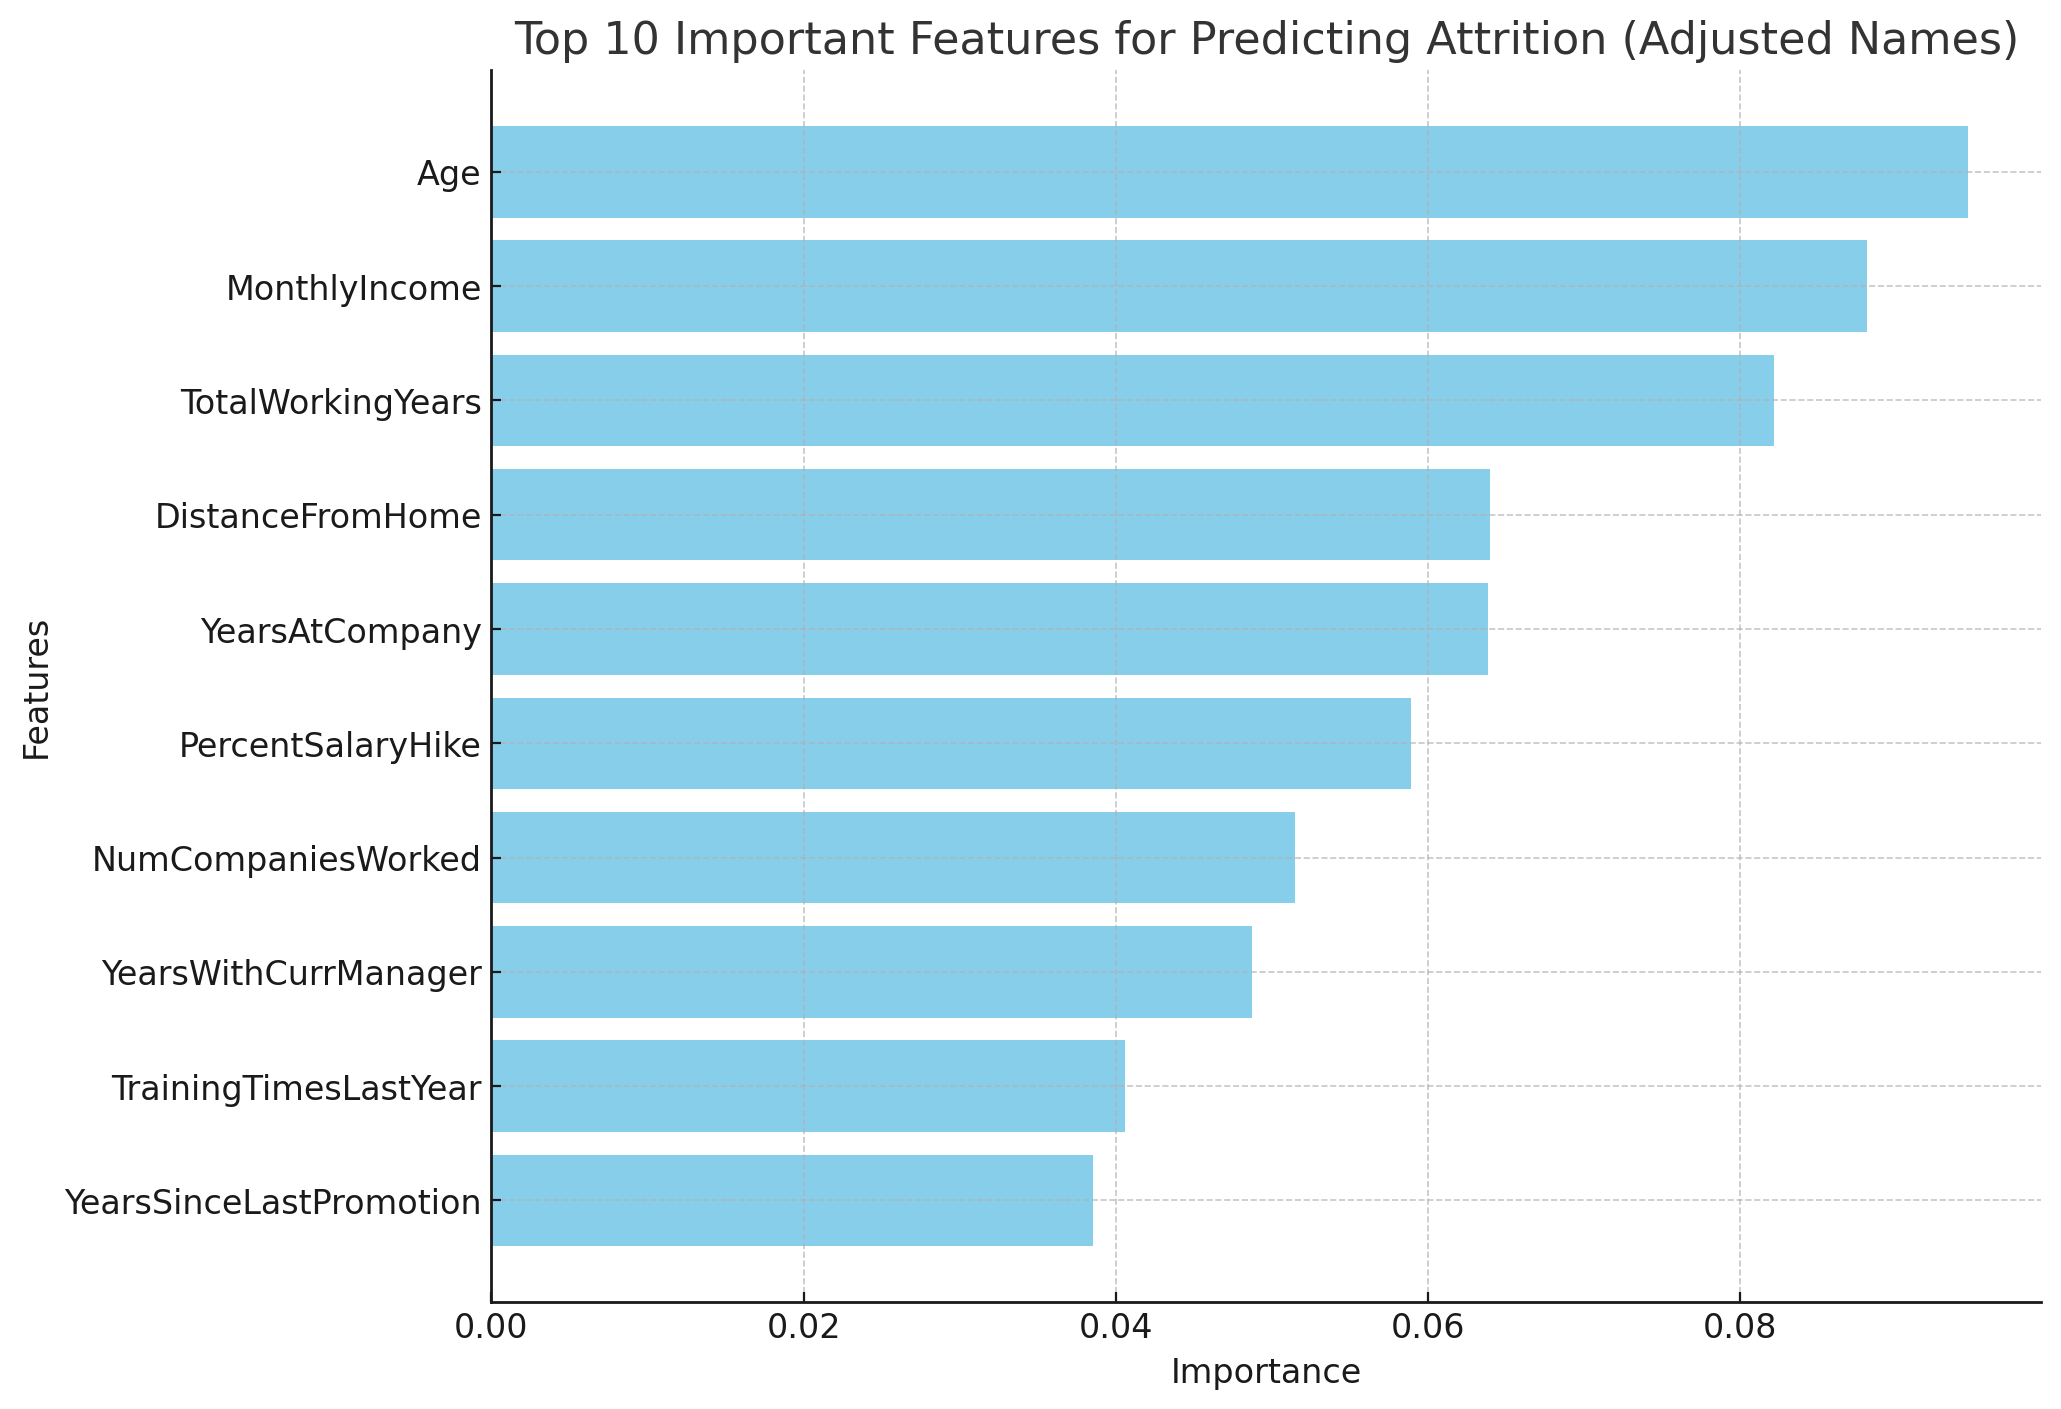 Top 10 Important Features for Predicting Attrition (Adjusted Names)
Age
MonthlyIncome
TotalWorkingYears
DistanceFromHome
YearsAtCompany
PercentSalaryHike
NumCompaniesWorked
YearsWithCurrManager
TrainingTimesLastYear
YearsSinceLastPromotion
Features
0.00 0.02 0.04 0.06 0.08
Importance